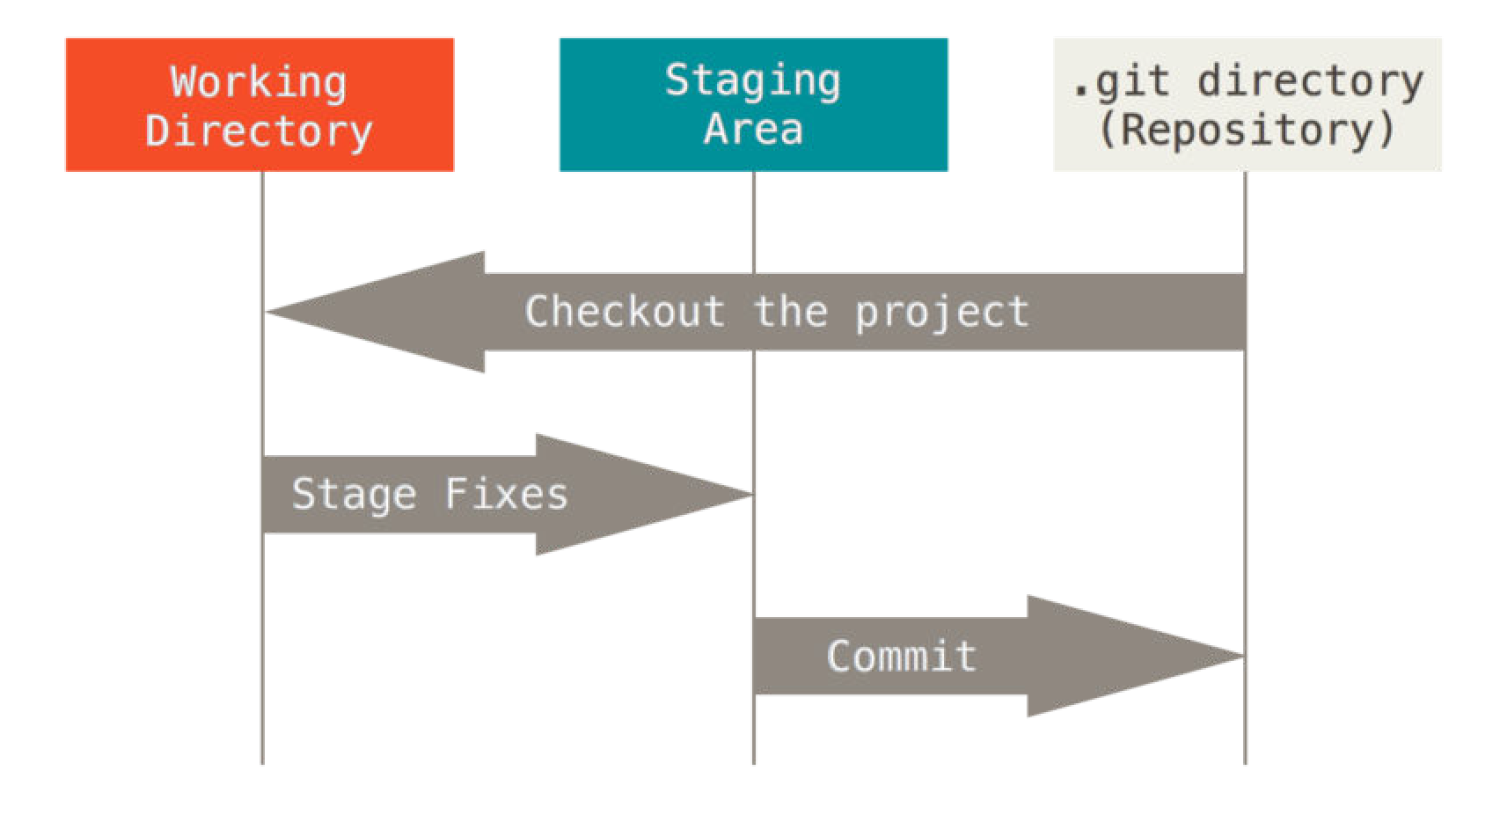 Working
Directory
Staging
Area
.git directory
(Repository)
Checkout the project
Stage Fixes
Commit